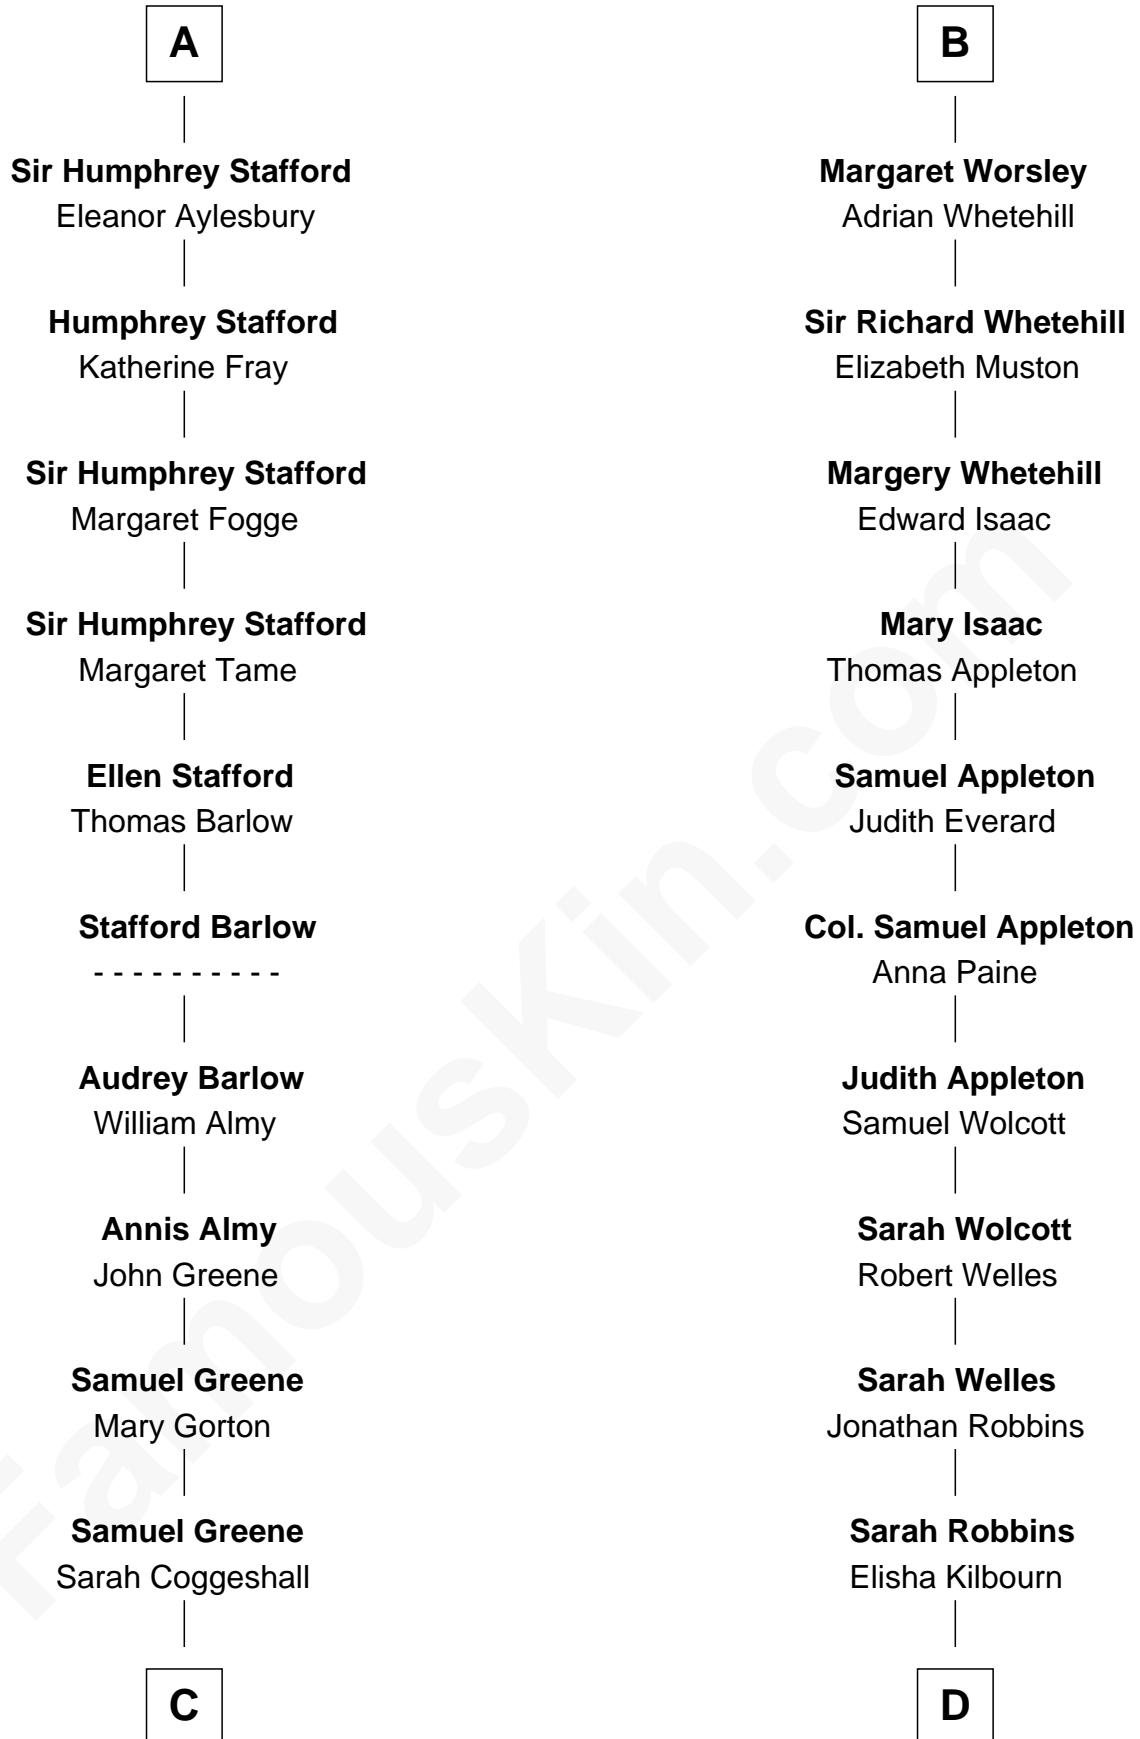 A
Sir Humphrey Stafford
Eleanor Aylesbury
Humphrey Stafford
Katherine Fray
Sir Humphrey Stafford
Margaret Fogge
Sir Humphrey Stafford
Margaret Tame
Ellen Stafford
Thomas Barlow
Stafford Barlow
- - - - - - - - - -
Audrey Barlow
William Almy
Annis Almy
John Greene
Samuel Greene
Mary Gorton
Samuel Greene
Sarah Coggeshall
C
B
Margaret Worsley
Adrian Whetehill
Sir Richard Whetehill
Elizabeth Muston
Margery Whetehill
Edward Isaac
Mary Isaac
Thomas Appleton
Samuel Appleton
Judith Everard
Col. Samuel Appleton
Anna Paine
Judith Appleton
Samuel Wolcott
Sarah Wolcott
Robert Welles
Sarah Welles
Jonathan Robbins
Sarah Robbins
Elisha Kilbourn
D
FamousKin.com